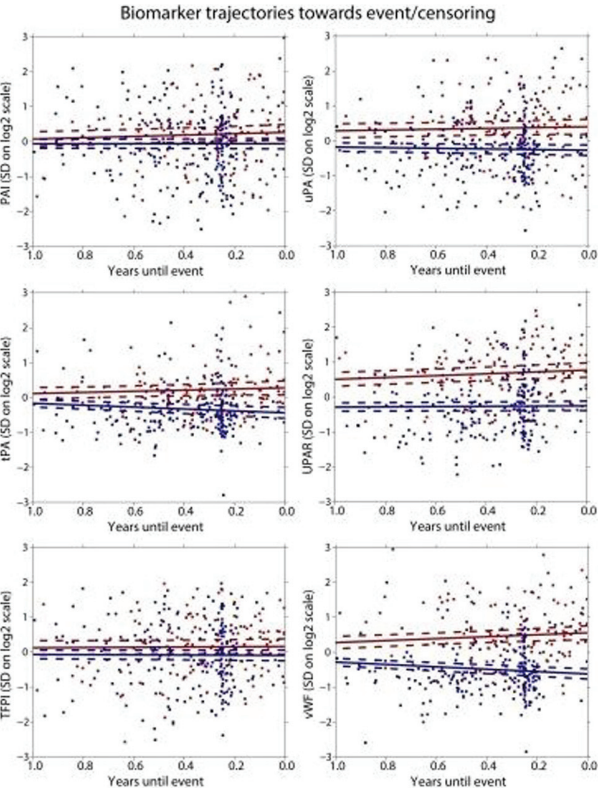 Biomarker trajectories towards event/censoring
PAI (SD on log2 scale)
3
2
1
0
−1
−2
−3
1.0 0.8 0.6 0.4 0.2 0.0
Years until event
uPA (SD on log2 scale)
3
2
1
0
−1
−2
−3
1.0 0.8 0.6 0.4 0.2 0.0
Years until event
tPA (SD on log2 scale)
3
2
1
0
−1
−2
−3
1.0 0.8 0.6 0.4 0.2 0.0
Years until event
UPAR (SD on log2 scale)
3
2
1
0
−1
−2
−3
1.0 0.8 0.6 0.4 0.2 0.0
Years until event
TFPI (SD on log2 scale)
3
2
1
0
−1
−2
−3
1.0 0.8 0.6 0.4 0.2 0.0
Years until event
vWF (SD on log2 scale)
3
2
1
0
−1
−2
−3
1.0 0.8 0.6 0.4 0.2 0.0
Years until event